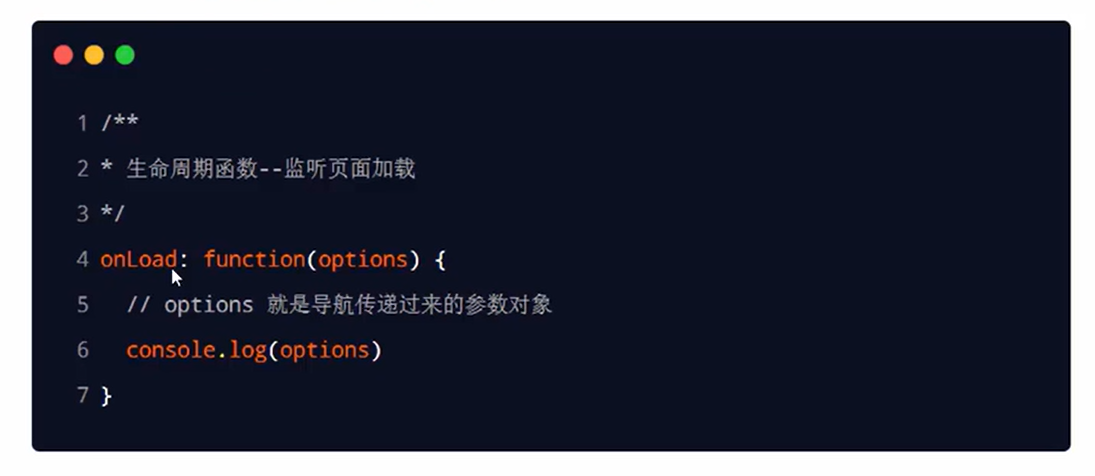 1 /**
2 * 生命周期函数--监听页面加载
3 */
4 onLoad: function(options) {
5 // options 就是导航传递过来的参数对象
6 console.log(options)
7 }